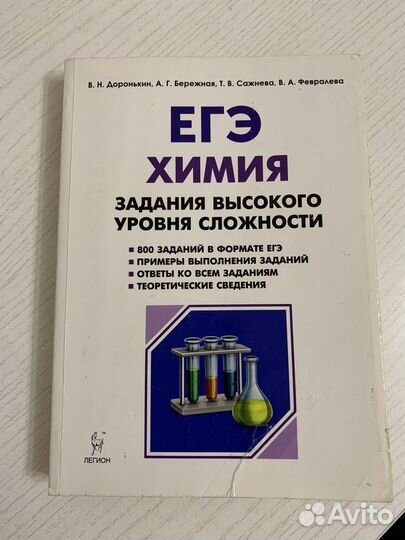 В. Н. Доронькин, А. Г. Бережная, Т. В. Сажнева, В. А. Февралева
ЕГЭ
ХИМИЯ
ЗАДАНИЯ ВЫСОКОГО
УРОВНЯ СЛОЖНОСТИ
800 ЗАДАНИЙ В ФОРМАТЕ ЕГЭ
ПРИМЕРЫ ВЫПОЛНЕНИЯ ЗАДАНИЙ
ОТВЕТЫ КО ВСЕМ ЗАДАНИЯМ
ТЕОРЕТИЧЕСКИЕ СВЕДЕНИЯ
ЛЕГИОН
Avito